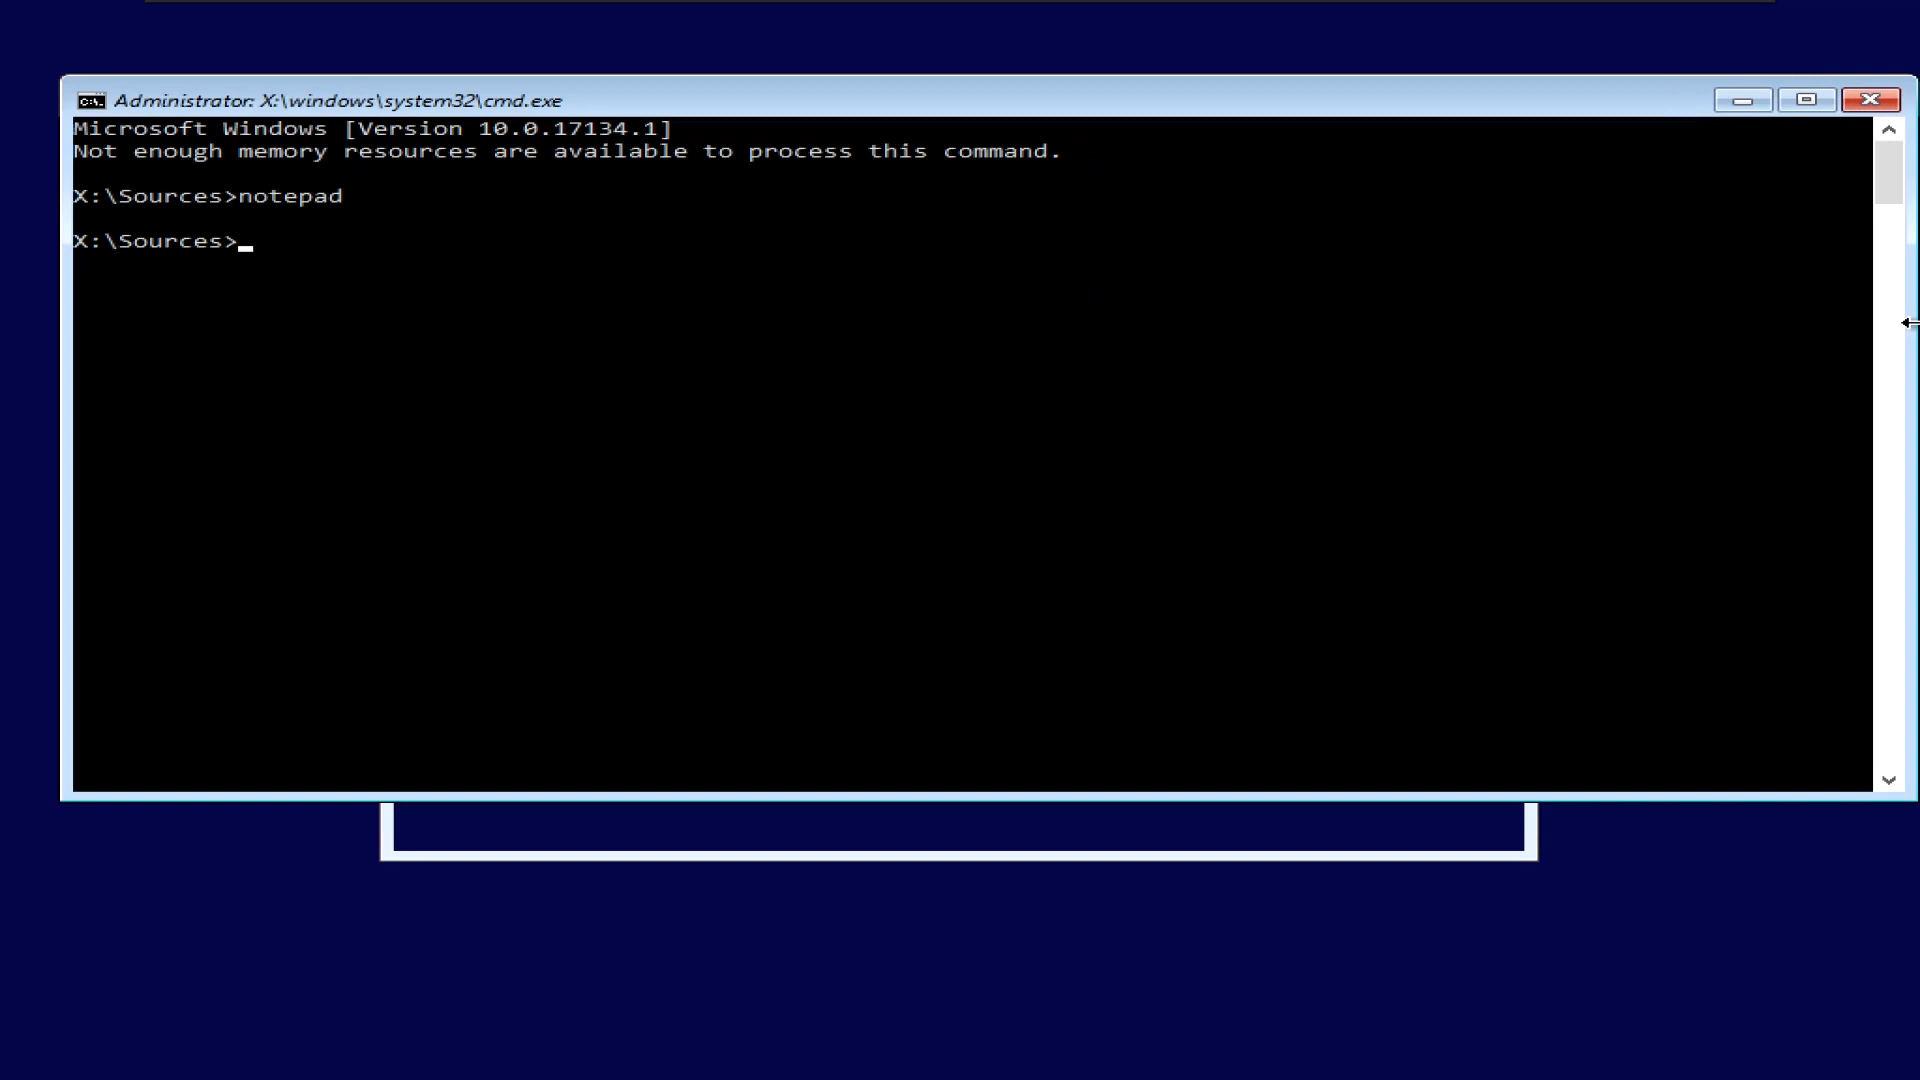 Administrator: X:\windows\system32\cmd.exe
Microsoft Windows [Version 10.0.17134.1]
Not enough memory resources are available to process this command.
X:\Sources>notepad
X:\Sources>